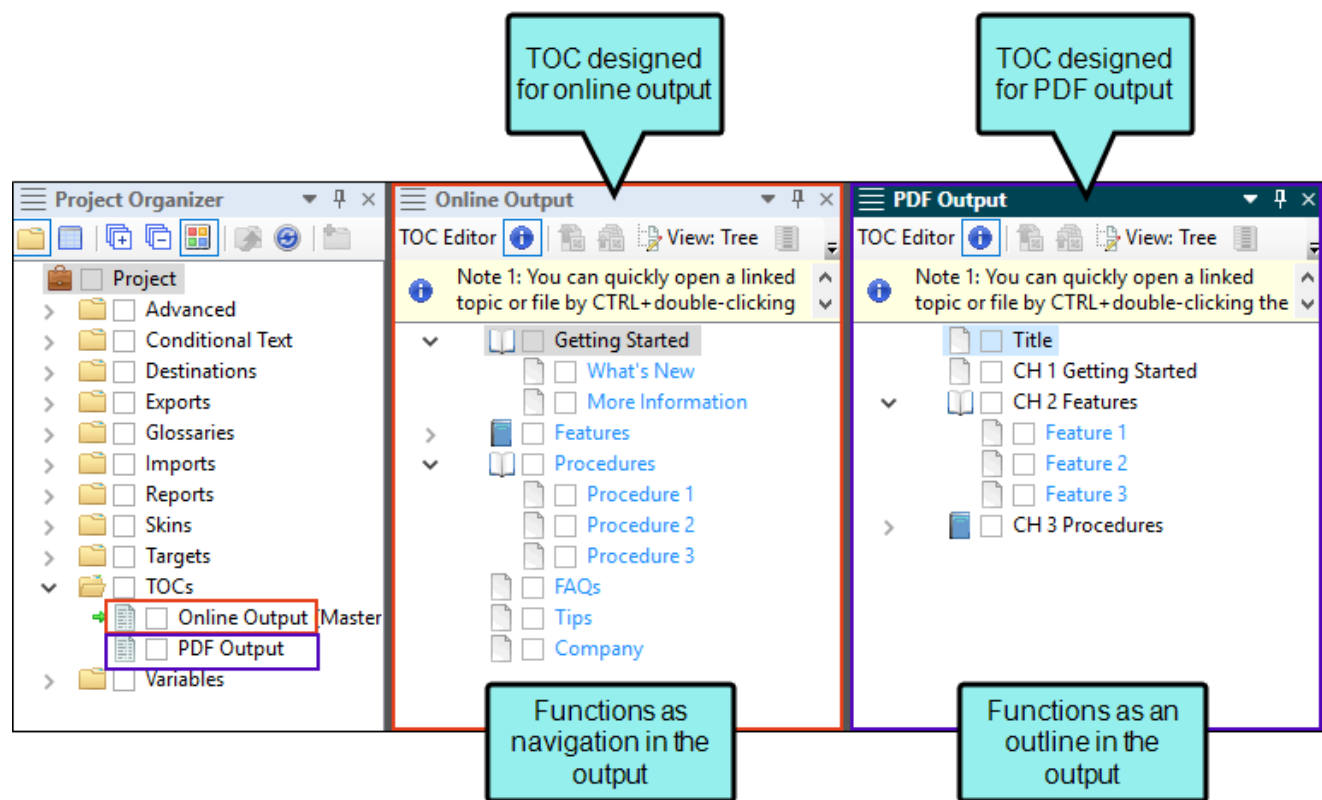 TOC designed
for online output
TOC designed
for PDF output
Project Organizer
Project
Advanced
Conditional Text
Destinations
Exports
Glossaries
Imports
Reports
Skins
Targets
TOCs
Online Output (Master
PDF Output
Variables
Online Output
TOC Editor View: Tree
Note 1: You can quickly open a linked
topic or file by CTRL+double-clicking
Getting Started
What's New
More Information
Features
Procedures
Procedure 1
Procedure 2
Procedure 3
FAQs
Tips
Company
PDF Output
TOC Editor View: Tree
Note 1: You can quickly open a linked
topic or file by CTRL+double-clicking the
Title
CH 1 Getting Started
CH 2 Features
Feature 1
Feature 2
Feature 3
CH 3 Procedures
Functions as
navigation in the
output
Functions as an
outline in the
output